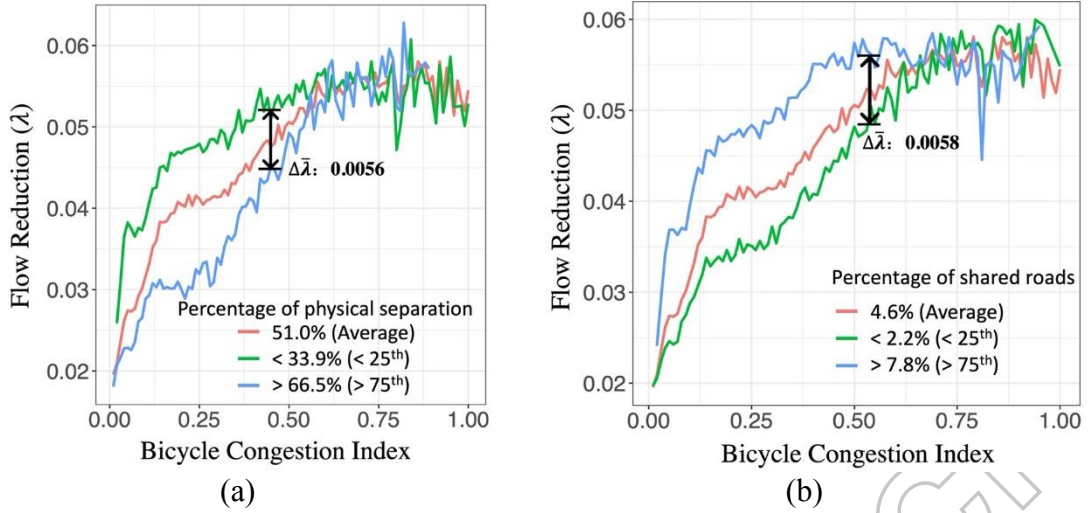 0.06
0.05
0.04
0.03
0.02
Flow Reduction (λ)
Δλ̄: 0.0056
Percentage of physical separation
51.0% (Average)
< 33.9% (< 25th)
> 66.5% (> 75th)
0.00 0.25 0.50 0.75 1.00
Bicycle Congestion Index
(a)
0.06
0.05
0.04
0.03
0.02
Flow Reduction (λ)
Δλ̄: 0.0058
Percentage of shared roads
4.6% (Average)
< 2.2% (< 25th)
> 7.8% (> 75th)
0.00 0.25 0.50 0.75 1.00
Bicycle Congestion Index
(b)